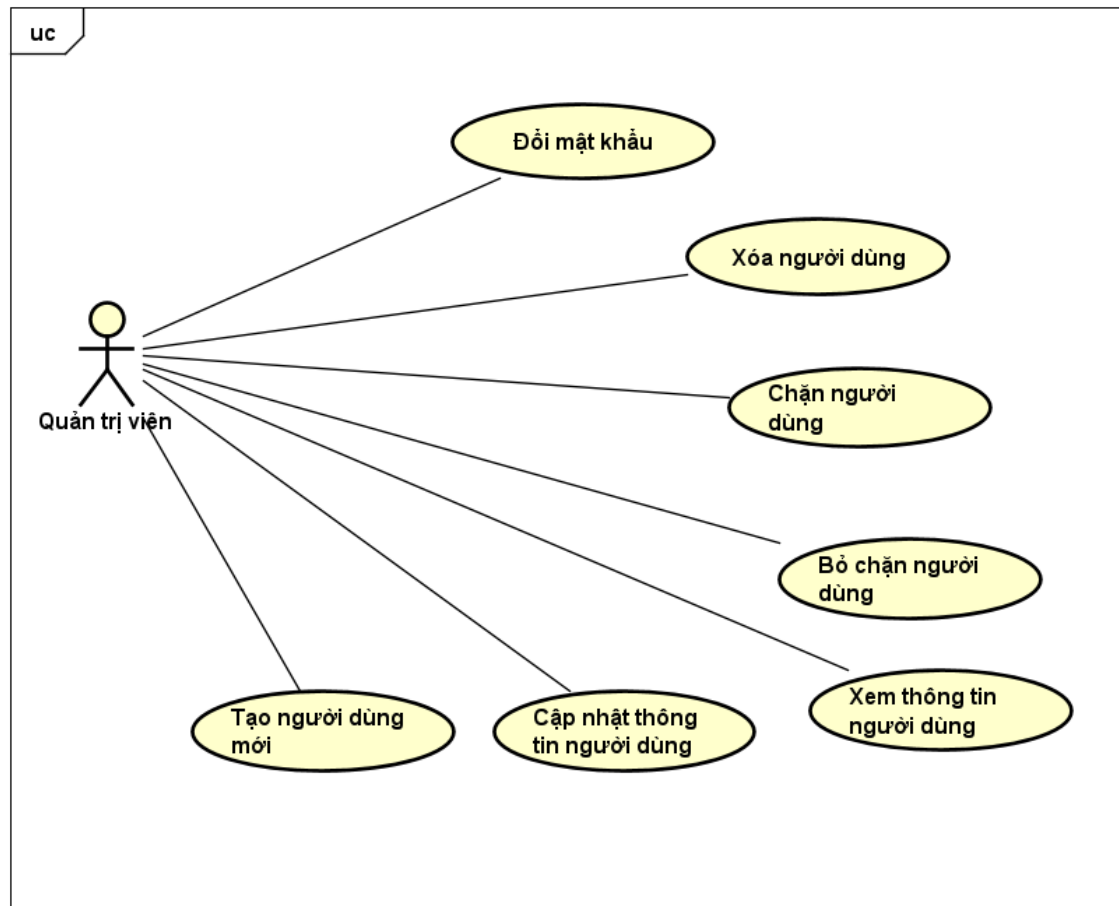 uc
Đổi mật khẩu
Xóa người dùng
Chặn người
dùng
Quản trị viên
Bỏ chặn người
dùng
Xem thông tin
người dùng
Tạo người dùng
mới
Cập nhật thông
tin người dùng